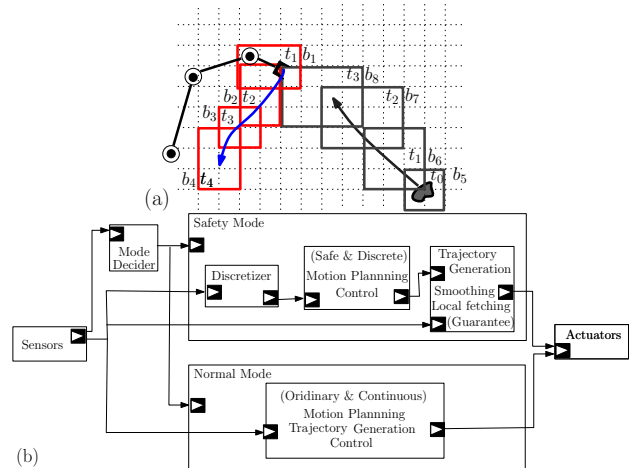 t1 b1
t3 b8
b2 t2
t2 b7
b3 t3
t1
b6
b4 t4
t0 b5
(a)
Safety Mode
Mode
Decider
(Safe & Discrete)
Trajectory
Generation
Discretizer
Motion Plannning
Control
Smoothing
Local fetching
(Guarantee)
Sensors
Actuators
Normal Mode
(Oridinary & Continuous)
Motion Plannning
Trajectory Generation
Control
(b)